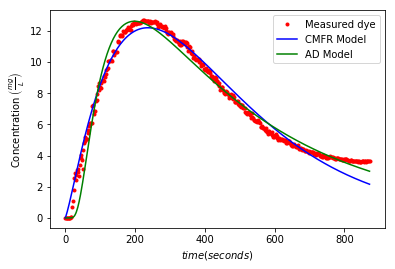 Measured dye
CMFR Model
AD Model
Concentration (mg/L)
12
10
8
6
4
2
0
0 200 400 600 800
time(seconds)